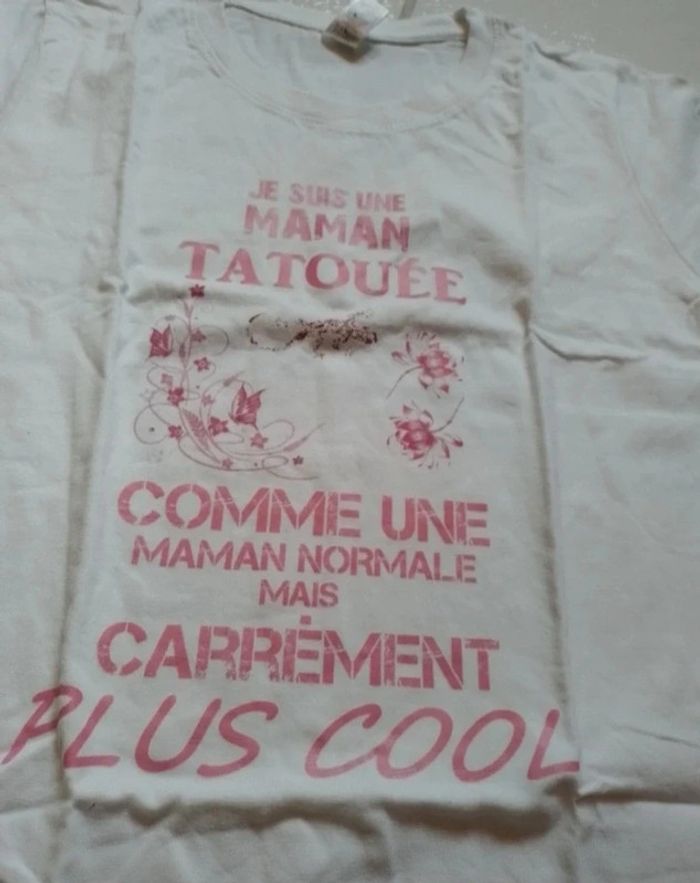 JE SUIS UNE
MAMAN
TATOUÉE
COMME UNE
MAMAN NORMALE
MAIS
CARRÉMENT
PLUS COOL